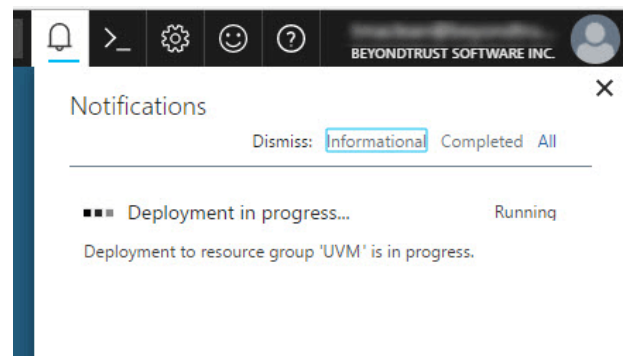 >_
BEYONDTRUST SOFTWARE INC.
Notifications
Dismiss: Informational Completed All
Deployment in progress... Running
Deployment to resource group 'UVM' is in progress.